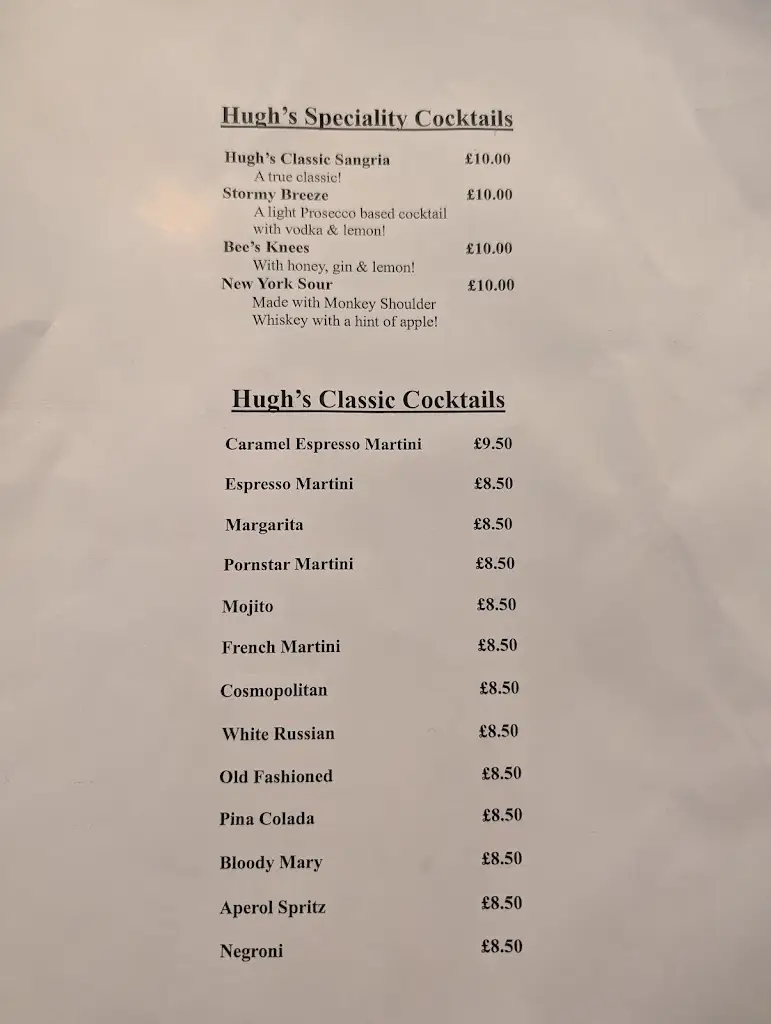 Hugh's Speciality Cocktails
Hugh's Classic Sangria £10.00
A true classic!
Stormy Breeze £10.00
A light Prosecco based cocktail
with vodka & lemon!
Bee's Knees £10.00
With honey, gin & lemon!
New York Sour £10.00
Made with Monkey Shoulder
Whiskey with a hint of apple!
Hugh's Classic Cocktails
Caramel Espresso Martini £9.50
Espresso Martini £8.50
Margarita £8.50
Pornstar Martini £8.50
Mojito £8.50
French Martini £8.50
Cosmopolitan £8.50
White Russian £8.50
Old Fashioned £8.50
Pina Colada £8.50
Bloody Mary £8.50
Aperol Spritz £8.50
Negroni £8.50